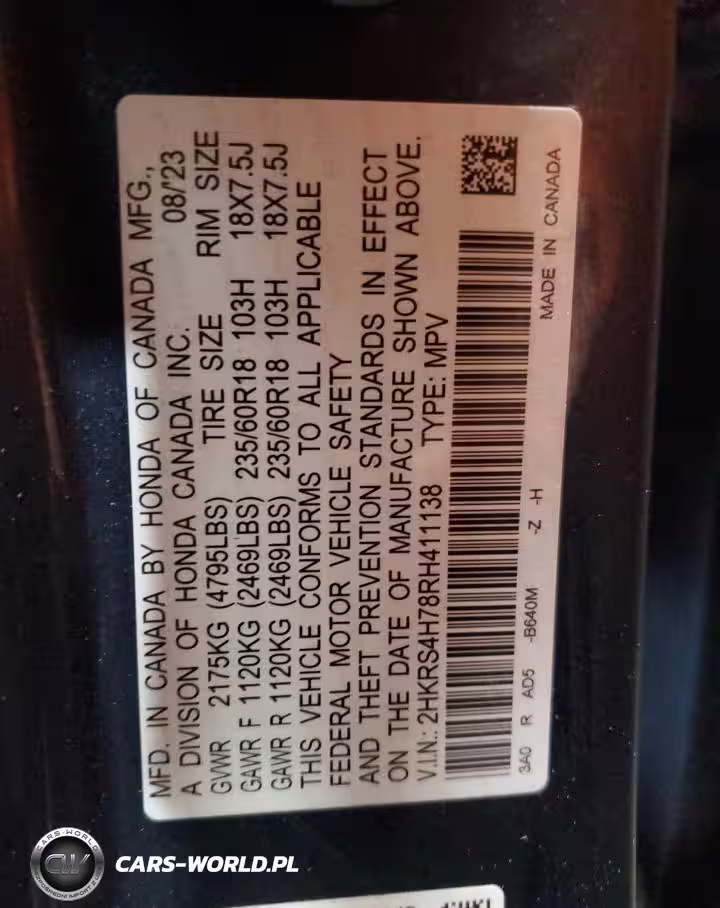 MFD. IN CANADA BY HONDA OF CANADA MFG.,
A DIVISION OF HONDA CANADA INC. 08/'23
GVWR 2175KG (4795LBS) TIRE SIZE RIM SIZE
GAWR F 1120KG (2469LBS) 235/60R18 103H 18X7.5J
GAWR R 1120KG (2469LBS) 235/60R18 103H 18X7.5J
THIS VEHICLE CONFORMS TO ALL APPLICABLE
FEDERAL MOTOR VEHICLE SAFETY
AND THEFT PREVENTION STANDARDS IN EFFECT
ON THE DATE OF MANUFACTURE SHOWN ABOVE.
V.I.N.: 2HKRS4H78RH411138 TYPE: MPV
3A0 R AD5 -B640M -Z -H MADE IN CANADA
CARS-WORLD
CW
CARS-WORLD.PL